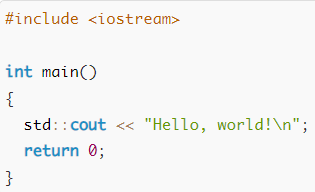 #include <iostream>

int main()
{
  std::cout << "Hello, world!\n";
  return 0;
}